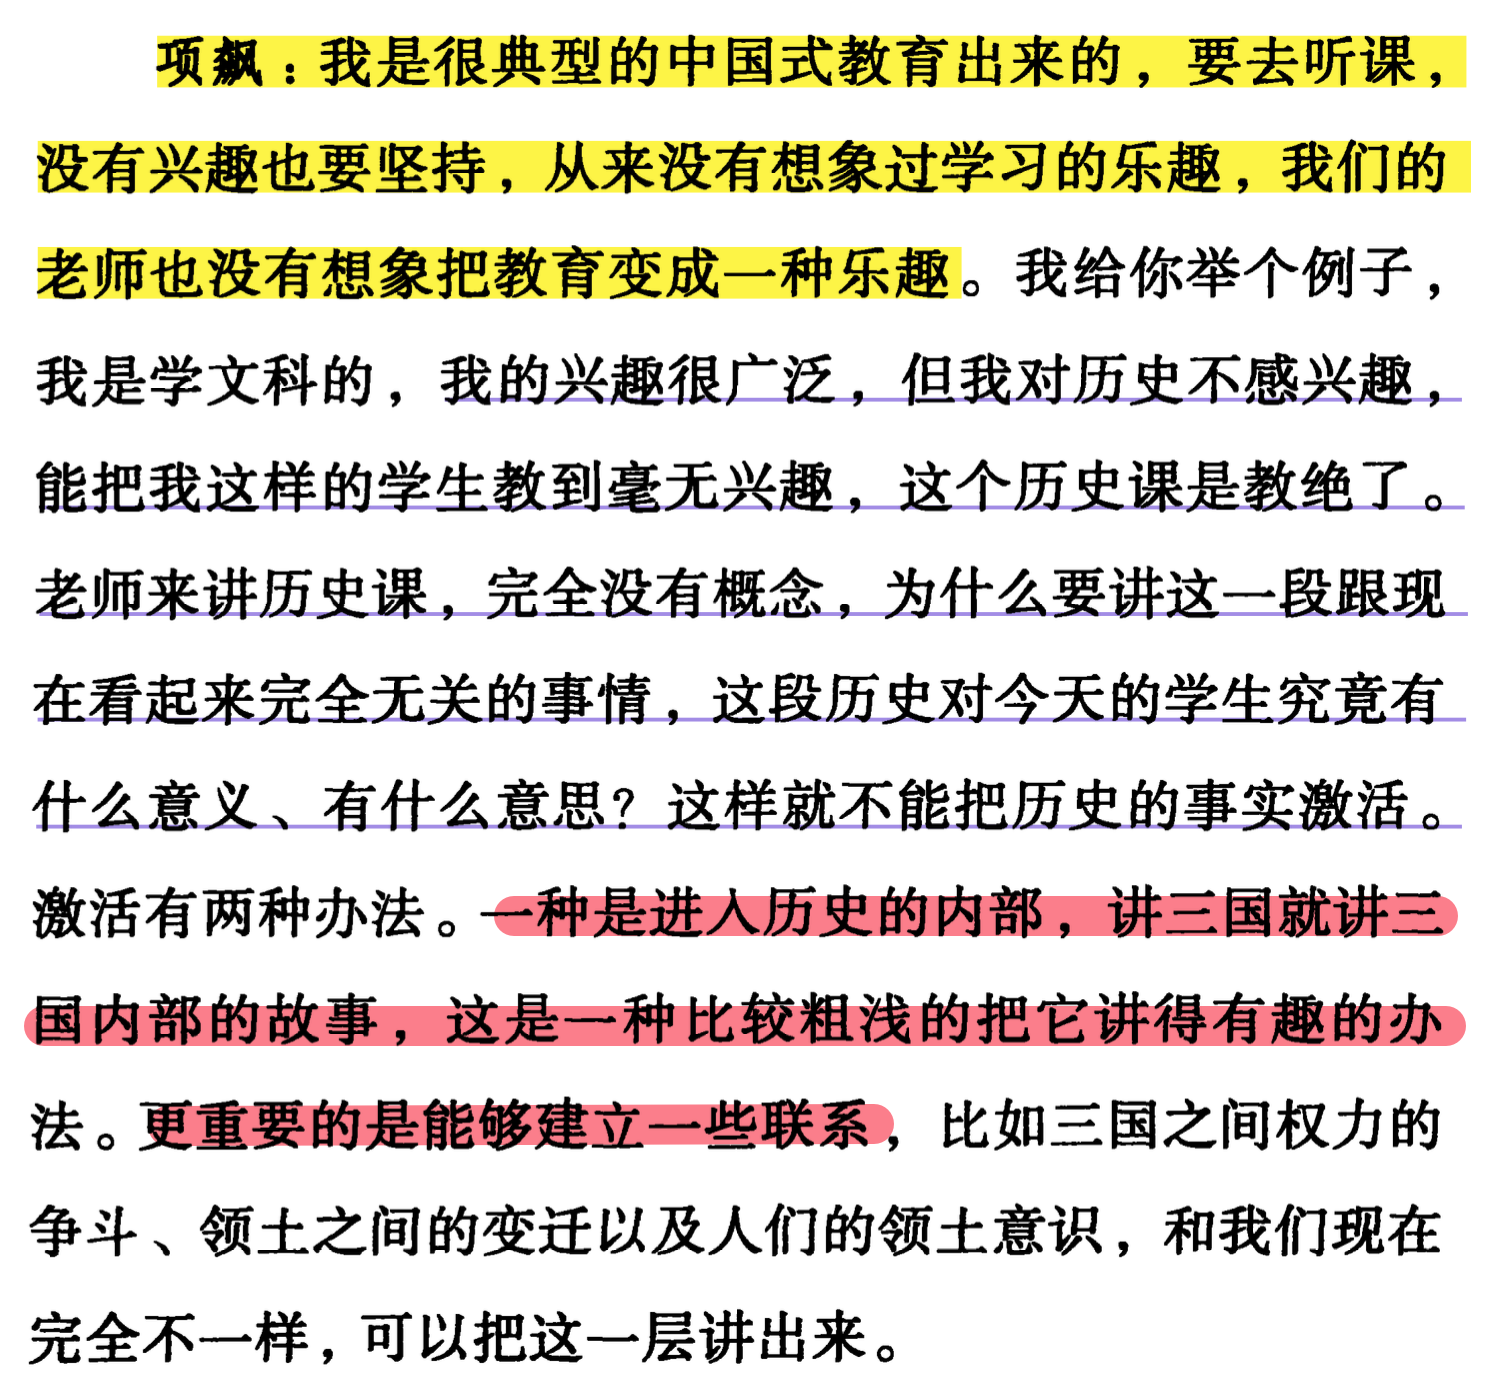 项飙：我是很典型的中国式教育出来的，要去听课，
没有兴趣也要坚持，从来没有想象过学习的乐趣，我们的
老师也没有想象把教育变成一种乐趣。我给你举个例子，
我是学文科的，我的兴趣很广泛，但我对历史不感兴趣，
能把我这样的学生教到毫无兴趣，这个历史课是教绝了。
老师来讲历史课，完全没有概念，为什么要讲这一段跟现
在看起来完全无关的事情，这段历史对今天的学生究竟有
什么意义、有什么意思？这样就不能把历史的事实激活。
激活有两种办法。一种是进入历史的内部，讲三国就讲三
国内部的故事，这是一种比较粗浅的把它讲得有趣的办
法。更重要的是能够建立一些联系，比如三国之间权力的
争斗、领土之间的变迁以及人们的领土意识，和我们现在
完全不一样，可以把这一层讲出来。